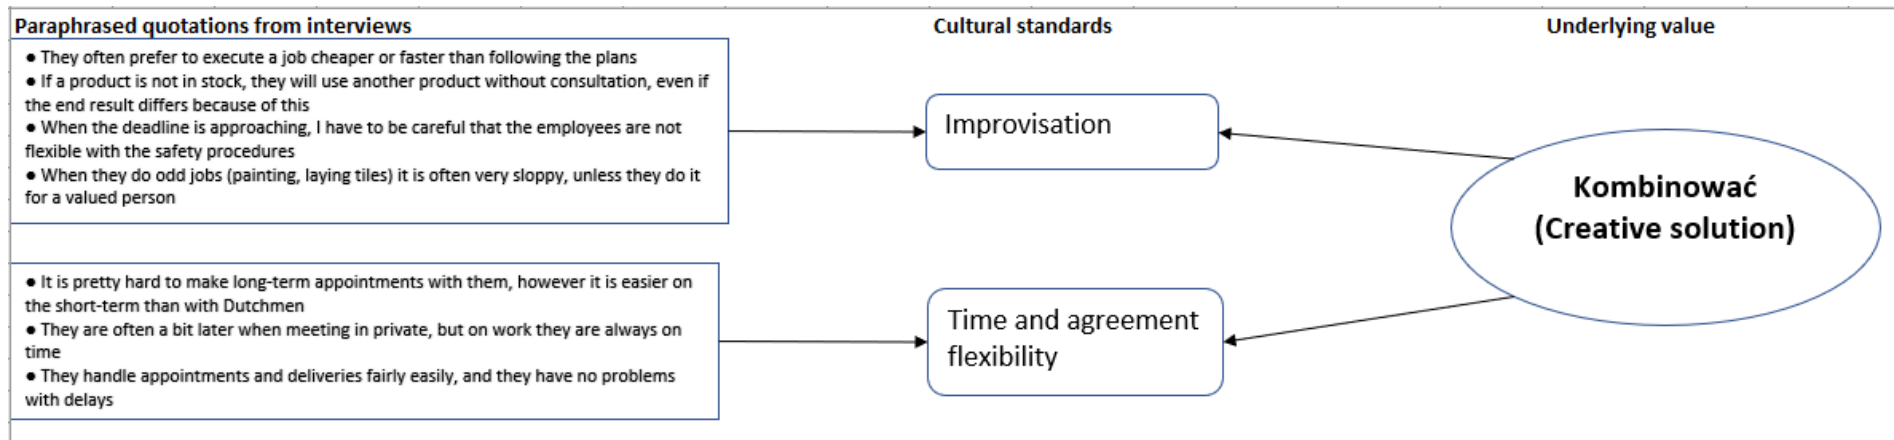 Paraphrased quotations from interviews
Cultural standards
Underlying value
● They often prefer to execute a job cheaper or faster than following the plans
● If a product is not in stock, they will use another product without consultation, even if
the end result differs because of this
● When the deadline is approaching, I have to be careful that the employees are not
flexible with the safety procedures
● When they do odd jobs (painting, laying tiles) it is often very sloppy, unless they do it
for a valued person
Improvisation
Kombinować
(Creative solution)
● It is pretty hard to make long-term appointments with them, however it is easier on
the short-term than with Dutchmen
● They are often a bit later when meeting in private, but on work they are always on
time
● They handle appointments and deliveries fairly easily, and they have no problems
with delays
Time and agreement
flexibility